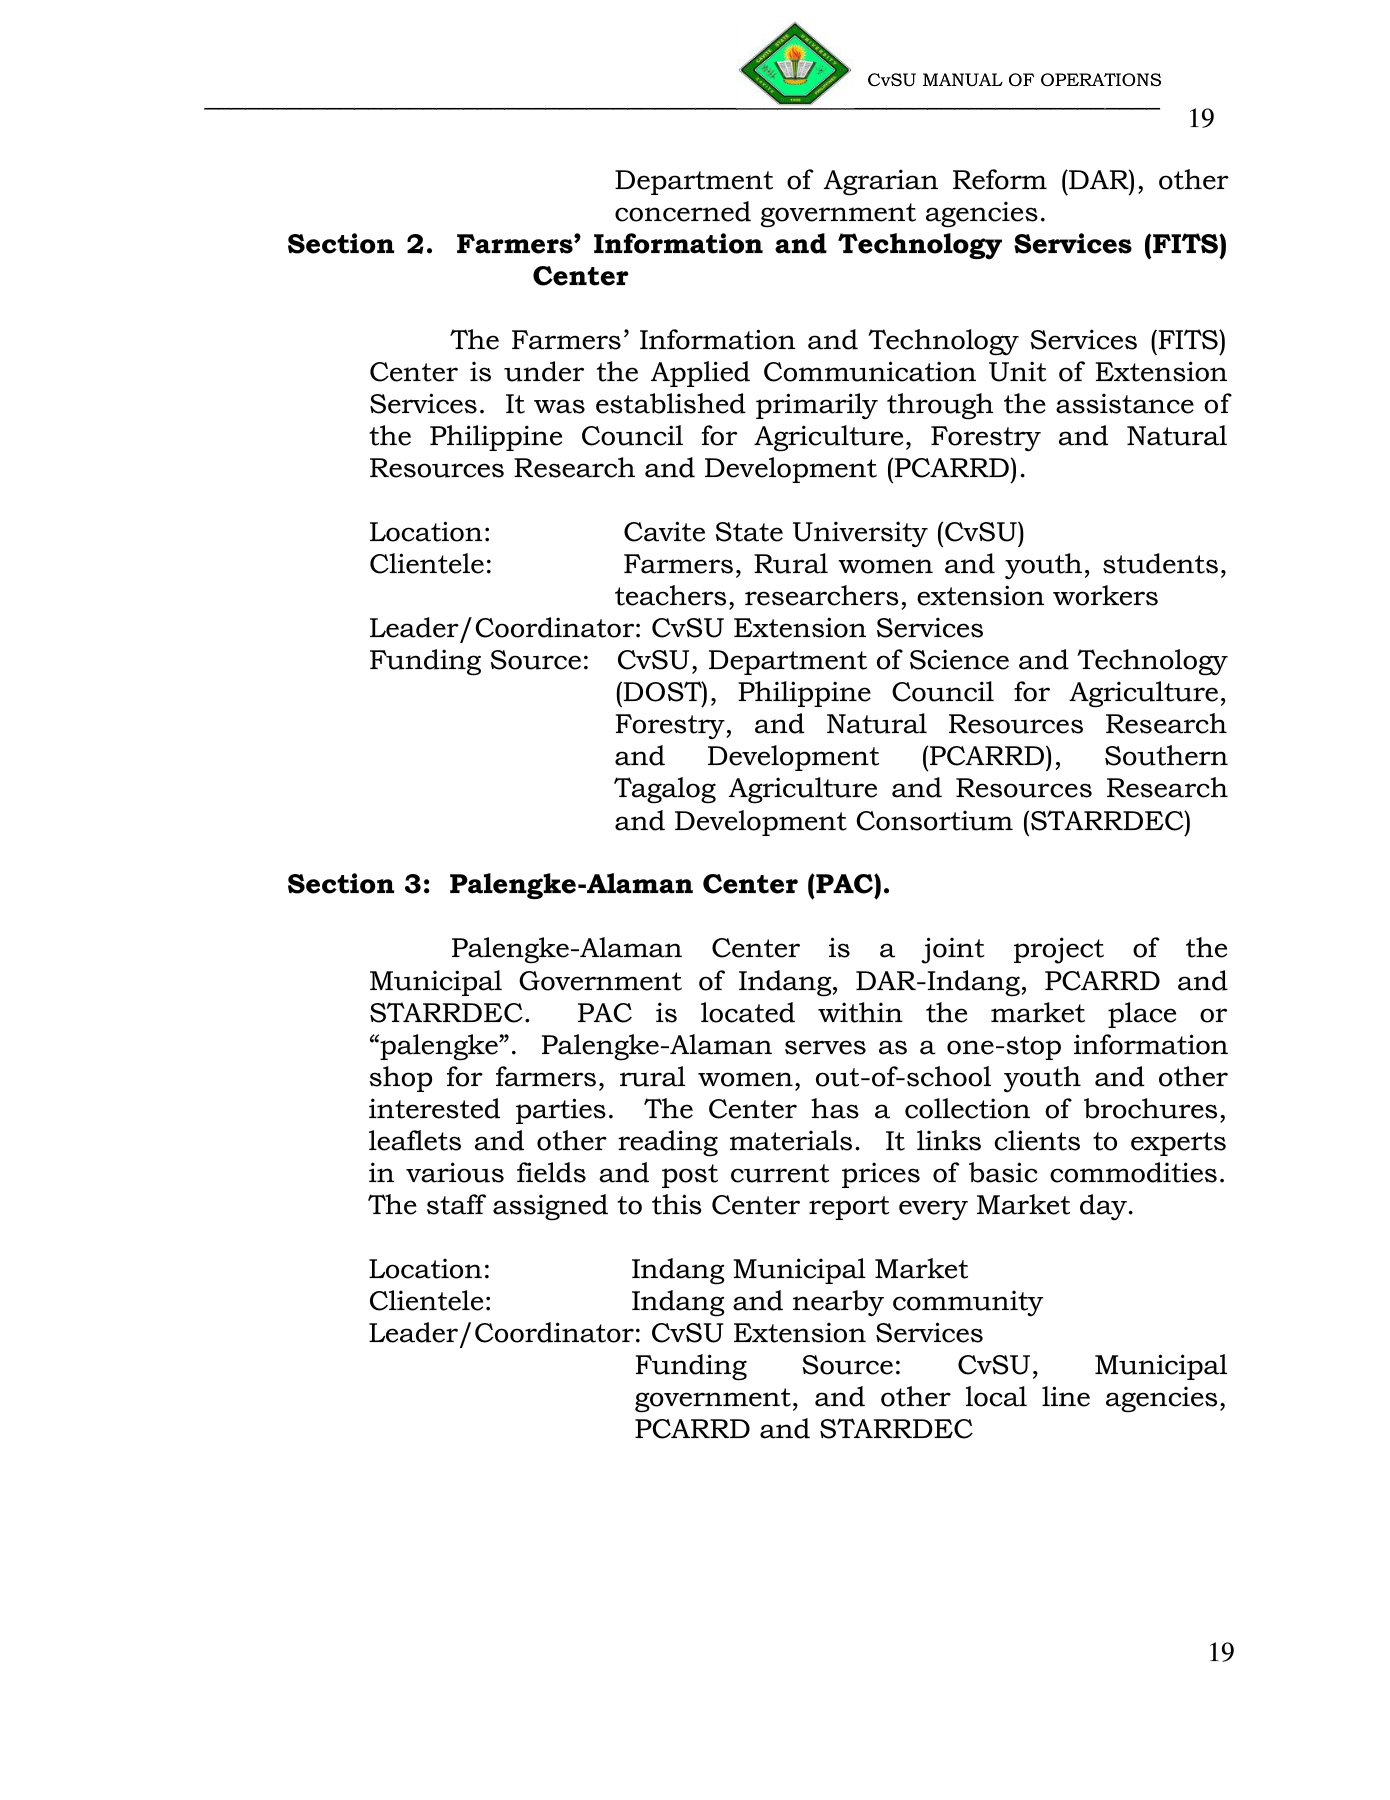 CvSU MANUAL OF OPERATIONS
19
Department of Agrarian Reform (DAR), other
concerned government agencies.
Section 2. Farmers’ Information and Technology Services (FITS)
Center
The Farmers’ Information and Technology Services (FITS)
Center is under the Applied Communication Unit of Extension
Services. It was established primarily through the assistance of
the Philippine Council for Agriculture, Forestry and Natural
Resources Research and Development (PCARRD).
Location: Cavite State University (CvSU)
Clientele: Farmers, Rural women and youth, students,
teachers, researchers, extension workers
Leader/Coordinator: CvSU Extension Services
Funding Source: CvSU, Department of Science and Technology
(DOST), Philippine Council for Agriculture,
Forestry, and Natural Resources Research
and Development (PCARRD), Southern
Tagalog Agriculture and Resources Research
and Development Consortium (STARRDEC)
Section 3: Palengke-Alaman Center (PAC).
Palengke-Alaman Center is a joint project of the
Municipal Government of Indang, DAR-Indang, PCARRD and
STARRDEC. PAC is located within the market place or
“palengke”. Palengke-Alaman serves as a one-stop information
shop for farmers, rural women, out-of-school youth and other
interested parties. The Center has a collection of brochures,
leaflets and other reading materials. It links clients to experts
in various fields and post current prices of basic commodities.
The staff assigned to this Center report every Market day.
Location: Indang Municipal Market
Clientele: Indang and nearby community
Leader/Coordinator: CvSU Extension Services
Funding Source: CvSU, Municipal
government, and other local line agencies,
PCARRD and STARRDEC
19